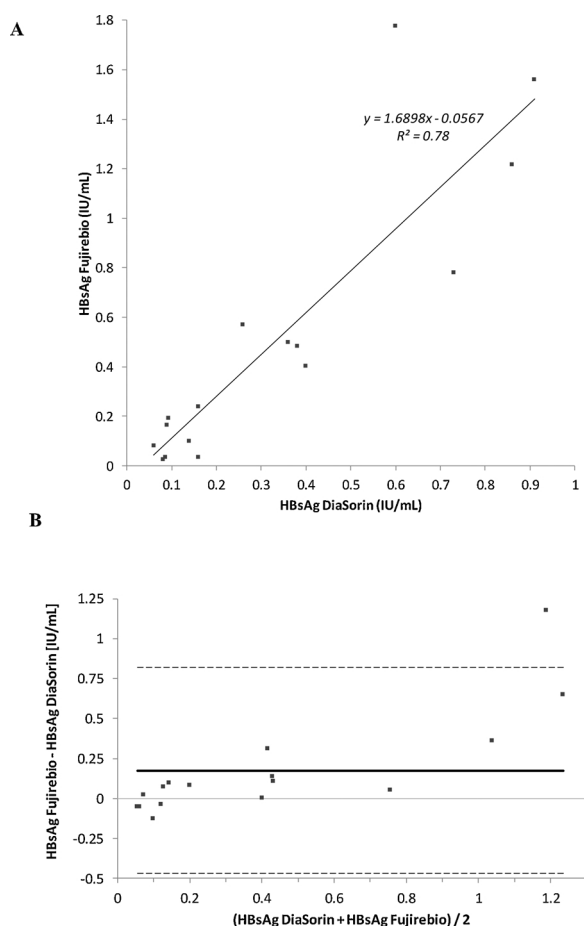 A
1.8
1.6
1.4
1.2
1
0.8
0.6
0.4
0.2
0
HBsAg Fujirebio (IU/mL)
y = 1.6898x - 0.0567
R² = 0.78
0 0.1 0.2 0.3 0.4 0.5 0.6 0.7 0.8 0.9 1
HBsAg DiaSorin (IU/mL)
B
1.25
1
0.75
0.5
0.25
0
-0.25
-0.5
HBsAg Fujirebio - HBsAg DiaSorin [IU/mL]
0 0.2 0.4 0.6 0.8 1 1.2
(HBsAg DiaSorin + HBsAg Fujirebio) / 2